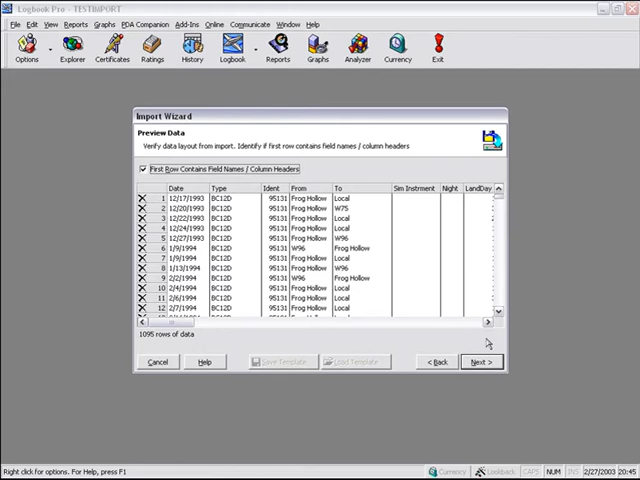 Logbook Pro - TESTIMPORT
File Edit View Reports Graphs PDA Companion Add-Ins Online Communicate Window Help
Options Explorer Certificates Ratings History Logbook Reports Graphs Analyzer Currency Exit
Import Wizard
Preview Data
Verify data layout from import. Identify if first row contains field names / column headers
First Row Contains Field Names / Column Headers
Date Type Ident From To Sim Instrment Night LandDay
1 12/17/1993 BC12D 95131 Frog Hollow Local
2 12/20/1993 BC12D 95131 Frog Hollow W75
3 12/22/1993 BC12D 95131 Frog Hollow Local
4 12/24/1993 BC12D 95131 Frog Hollow Local
5 12/27/1993 BC12D 95131 Frog Hollow W96
6 1/9/1994 BC12D 95131 W96 Frog Hollow
7 1/9/1994 BC12D 95131 Frog Hollow Local
8 1/13/1994 BC12D 95131 Frog Hollow W96
9 2/2/1994 BC12D 95131 W96 Frog Hollow
10 2/4/1994 BC12D 95131 Frog Hollow Local
11 2/6/1994 BC12D 95131 Frog Hollow Local
12 2/7/1994 BC12D 95131 Frog Hollow Local
1095 rows of data
Cancel Help Save Template Load Template < Back Next >
Right click for options. For Help, press F1 Currency Lookback CAPS NUM INS 2/27/2003 20:45